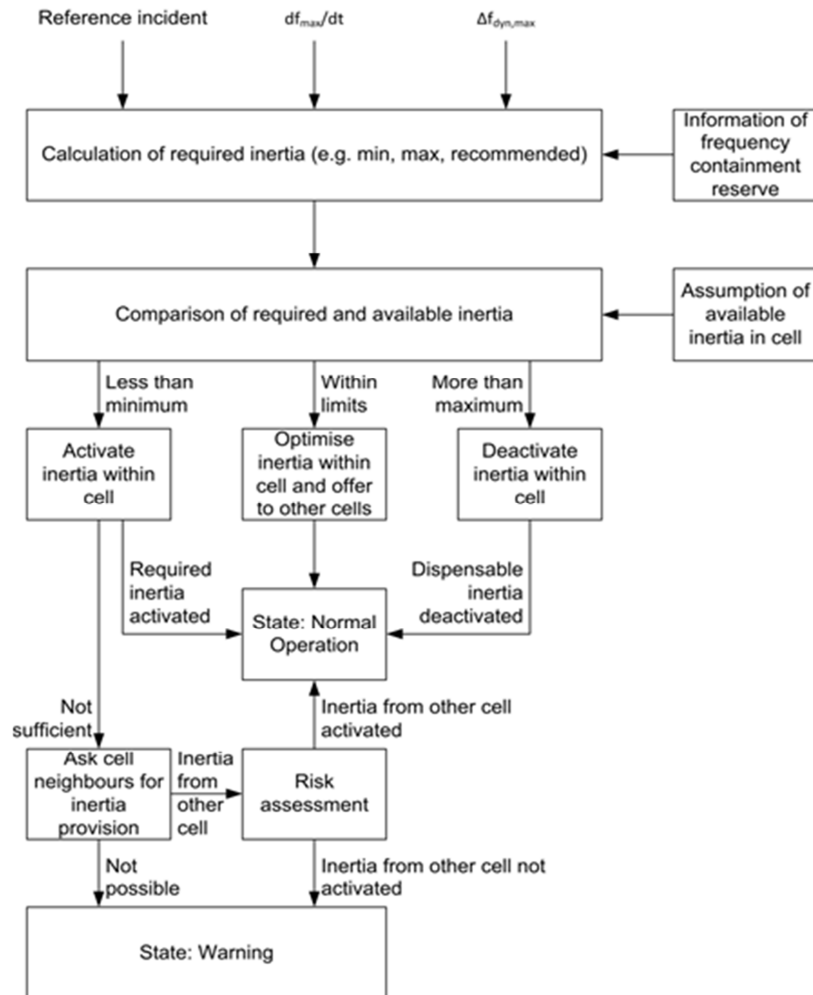 Reference incident
df_max/dt
Δf_dyn,max
Calculation of required inertia (e.g. min, max, recommended)
Information of
frequency
containment
reserve
Comparison of required and available inertia
Assumption of
available
inertia in cell
Less than
minimum
Within
limits
More than
maximum
Activate
inertia within
cell
Optimise
inertia within
cell and offer
to other cells
Deactivate
inertia within
cell
Required
inertia
activated
Dispensable
inertia
deactivated
State: Normal
Operation
Not
sufficient
Inertia from other cell
activated
Ask cell
neighbours for
inertia
provision
Inertia
from
other
cell
Risk
assessment
Not
possible
Inertia from other cell not
activated
State: Warning